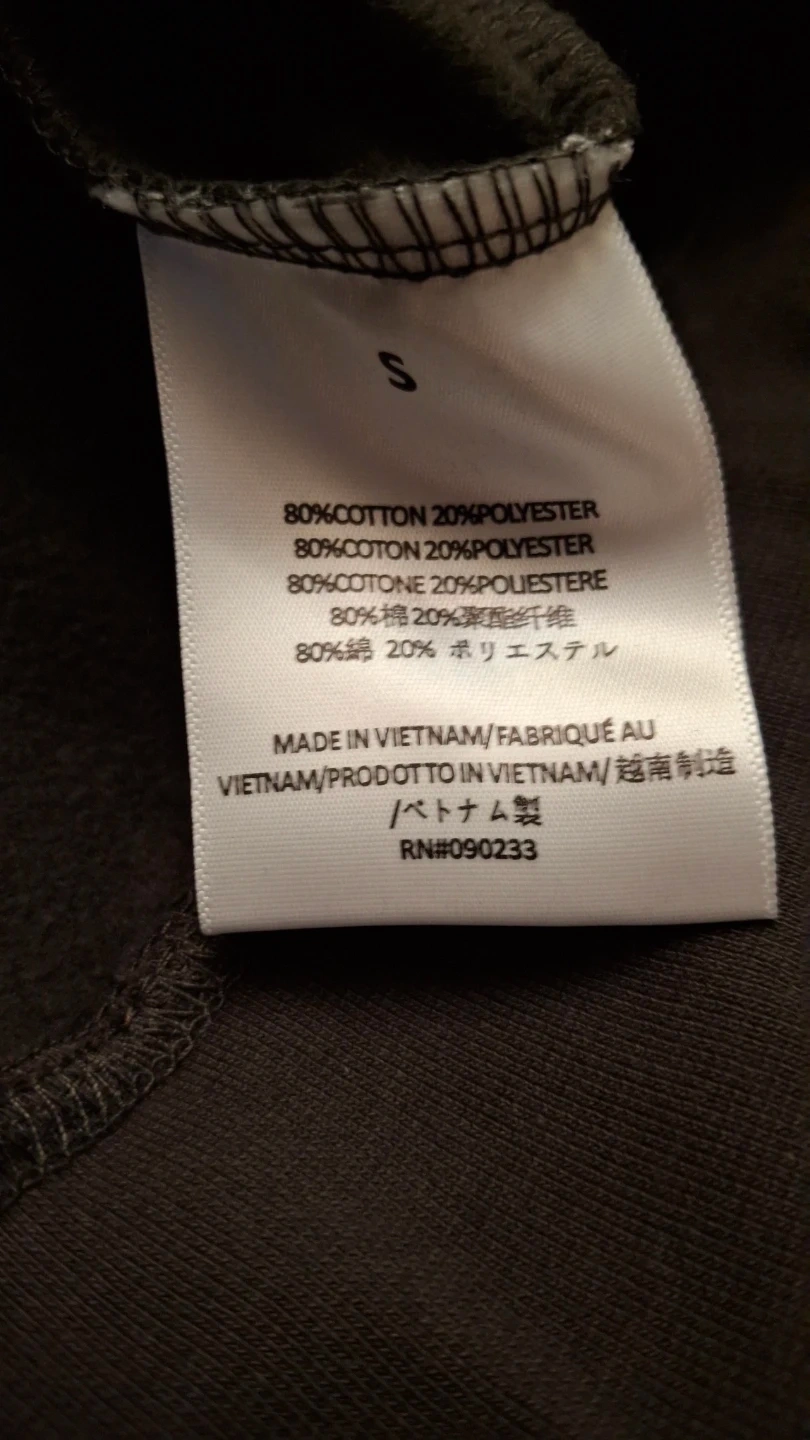 S
80%COTTON 20%POLYESTER
80%COTON 20%POLYESTER
80%COTONE 20%POLIESTERE
80%棉 20%聚酯纤维
80%綿 20% ポリエステル
MADE IN VIETNAM/FABRIQUÉ AU
VIETNAM/PRODOTTO IN VIETNAM/ 越南制造
/ベトナム製
RN#090233